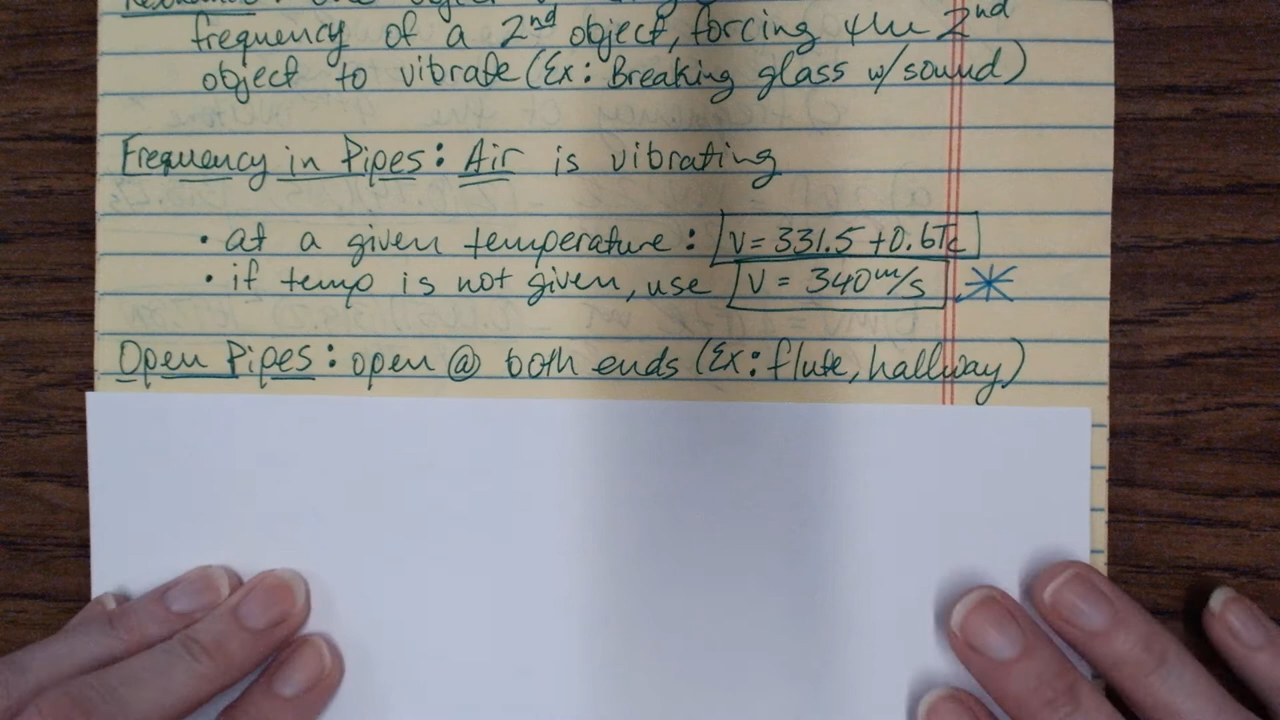 frequency of a 2nd object, forcing the 2nd
object to vibrate (Ex: Breaking glass w/sound)
Frequency in Pipes: Air is vibrating
• at a given temperature: V = 331.5 + 0.6Tc
• if temp is not given, use V = 340 m/s *
Open Pipes: open @ both ends (Ex: flute, hallway)